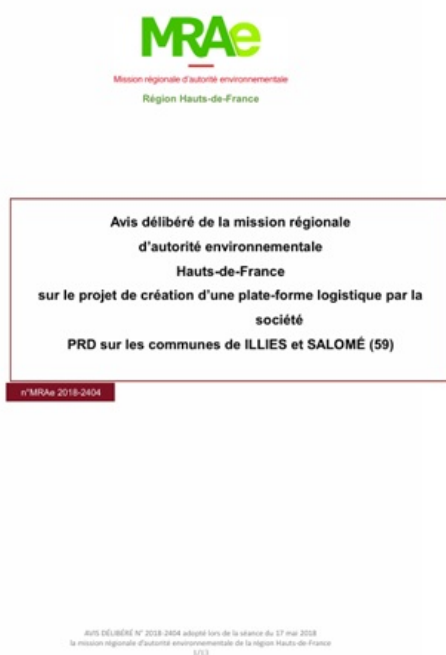 MRAe
Mission régionale d'autorité environnementale
Région Hauts-de-France
Avis délibéré de la mission régionale
d'autorité environnementale
Hauts-de-France
sur le projet de création d'une plate-forme logistique par la
société
PRD sur les communes de ILLIES et SALOMÉ (59)
n°MRAe 2018-2404
AVIS DÉLIBÉRÉ N° 2018-2404 adopté lors de la séance du 17 mai 2018
la mission régionale d'autorité environnementale de la région Hauts-de-France
1/13